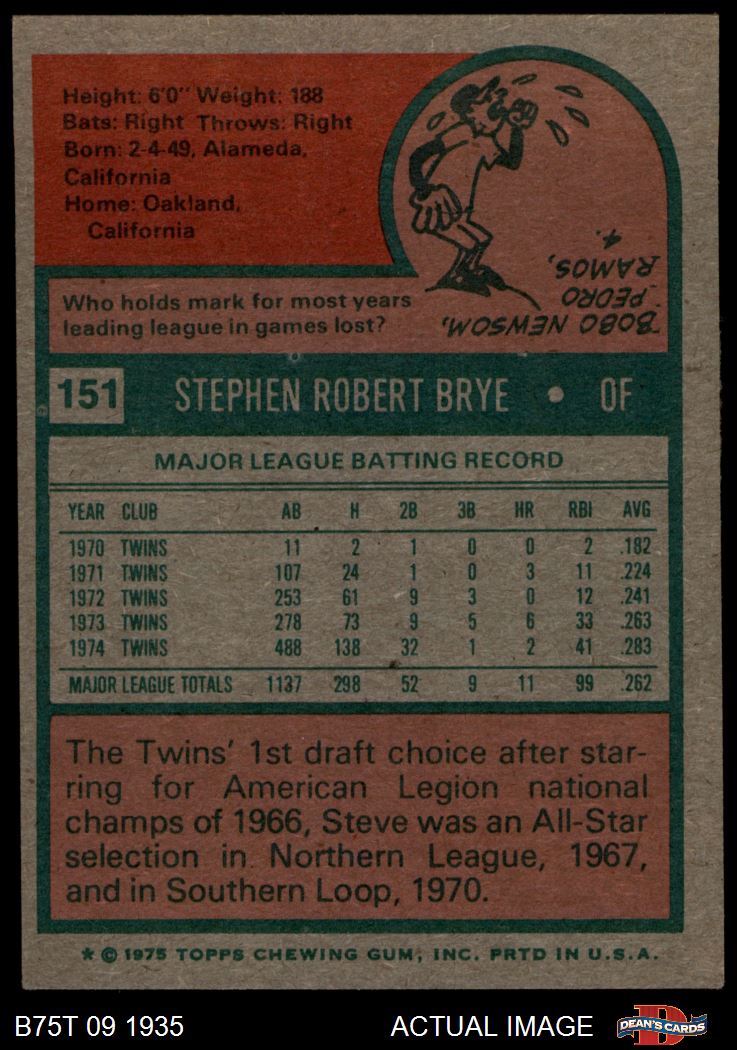 Height: 6'0" Weight: 188
Bats: Right Throws: Right
Born: 2-4-49, Alameda,
California
Home: Oakland,
California
Who holds mark for most years
leading league in games lost?
BOBO NEWSOM,
PEDRO
RAMOS,
4.
151 STEPHEN ROBERT BRYE • OF
MAJOR LEAGUE BATTING RECORD
YEAR CLUB AB H 2B 3B HR RBI AVG
1970 TWINS 11 2 1 0 0 2 .182
1971 TWINS 107 24 1 0 3 11 .224
1972 TWINS 253 61 9 3 0 12 .241
1973 TWINS 278 73 9 5 6 33 .263
1974 TWINS 488 138 32 1 2 41 .283
MAJOR LEAGUE TOTALS 1137 298 52 9 11 99 .262
The Twins' 1st draft choice after star-
ring for American Legion national
champs of 1966, Steve was an All-Star
selection in Northern League, 1967,
and in Southern Loop, 1970.
* © 1975 TOPPS CHEWING GUM, INC. PRTD IN U.S.A.
B75T 09 1935 ACTUAL IMAGE D DEAN'S CARDS